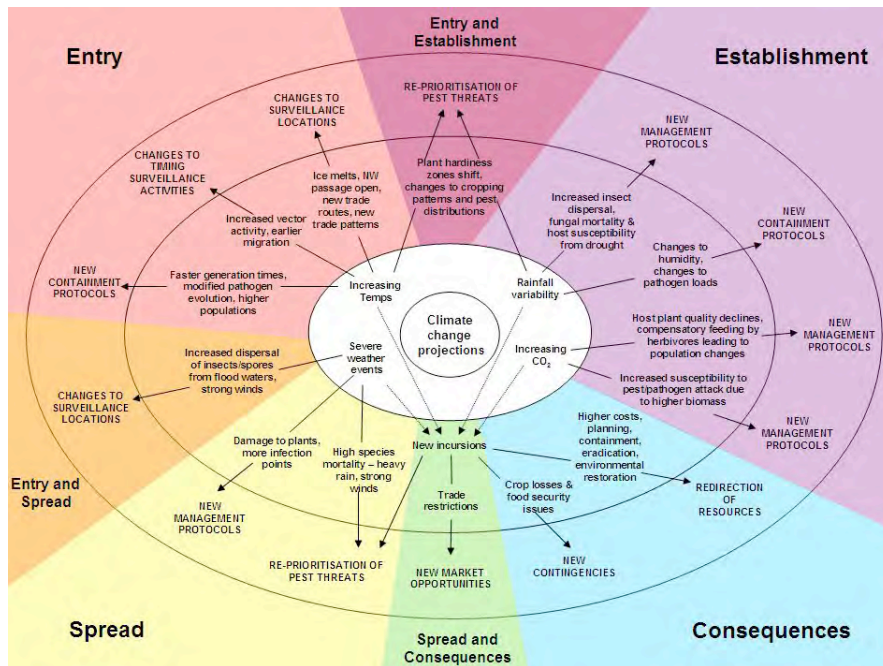 Entry
Entry and
Establishment
Establishment
CHANGES TO
SURVEILLANCE
LOCATIONS
RE-PRIORITISATION OF
PEST THREATS
NEW
MANAGEMENT
PROTOCOLS
CHANGES TO
TIMING
SURVEILLANCE
ACTIVITIES
Ice melts, NW
passage open,
new trade
routes, new
trade patterns
Plant hardiness
zones shift,
changes to cropping
patterns and pest
distributions
Increased insect
dispersal,
fungal mortality &
host susceptibility
from drought
Increased vector
activity, earlier
migration
NEW
CONTAINMENT
PROTOCOLS
Changes to
humidity,
changes to
pathogen loads
NEW
CONTAINMENT
PROTOCOLS
Faster generation times,
modified pathogen
evolution, higher
populations
Increasing
Temps
Rainfall
variability
Climate
change
projections
Host plant quality declines,
compensatory feeding by
herbivores leading to
population changes
NEW
MANAGEMENT
PROTOCOLS
Severe
weather
events
Increasing
CO2
Increased dispersal
of insects/spores
from flood waters,
strong winds
CHANGES TO
SURVEILLANCE
LOCATIONS
Increased susceptibility to
pest/pathogen attack due
to higher biomass
NEW
MANAGEMENT
PROTOCOLS
Damage to plants,
more infection
points
High species
mortality – heavy
rain, strong
winds
New incursions
Higher costs,
planning,
containment,
eradication,
environmental
restoration
Entry and
Spread
NEW
MANAGEMENT
PROTOCOLS
Trade
restrictions
Crop losses &
food security
issues
REDIRECTION
OF
RESOURCES
RE-PRIORITISATION OF
PEST THREATS
NEW MARKET
OPPORTUNITIES
NEW
CONTINGENCIES
Spread
Spread and
Consequences
Consequences